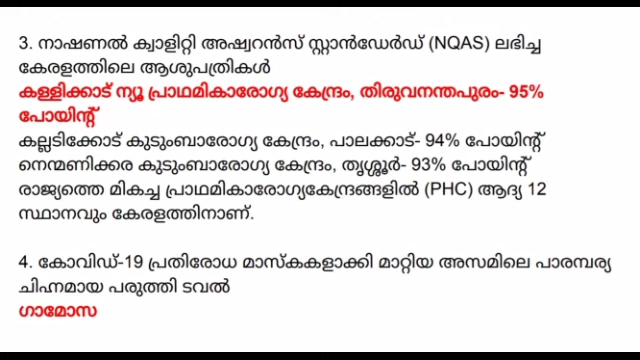 3. നാഷണൽ ക്വാളിറ്റി അഷ്വറൻസ് സ്റ്റാൻഡേർഡ് (NQAS) ലഭിച്ച
കേരളത്തിലെ ആശുപത്രികൾ
കള്ളിക്കാട് ന്യൂ പ്രാഥമികാരോഗ്യ കേന്ദ്രം, തിരുവനന്തപുരം- 95%
പോയിന്റ്
കല്ലടിക്കോട് കുടുംബാരോഗ്യ കേന്ദ്രം, പാലക്കാട്- 94% പോയിന്റ്
നെന്മണിക്കര കുടുംബാരോഗ്യ കേന്ദ്രം, തൃശ്ശൂർ- 93% പോയിന്റ്
രാജ്യത്തെ മികച്ച പ്രാഥമികാരോഗ്യകേന്ദ്രങ്ങളിൽ (PHC) ആദ്യ 12
സ്ഥാനവും കേരളത്തിനാണ്.
4. കോവിഡ്-19 പ്രതിരോധ മാസ്കകളാക്കി മാറ്റിയ അസമിലെ പാരമ്പര്യ
ചിഹ്നമായ പരുത്തി ടവൽ
ഗാമോസ